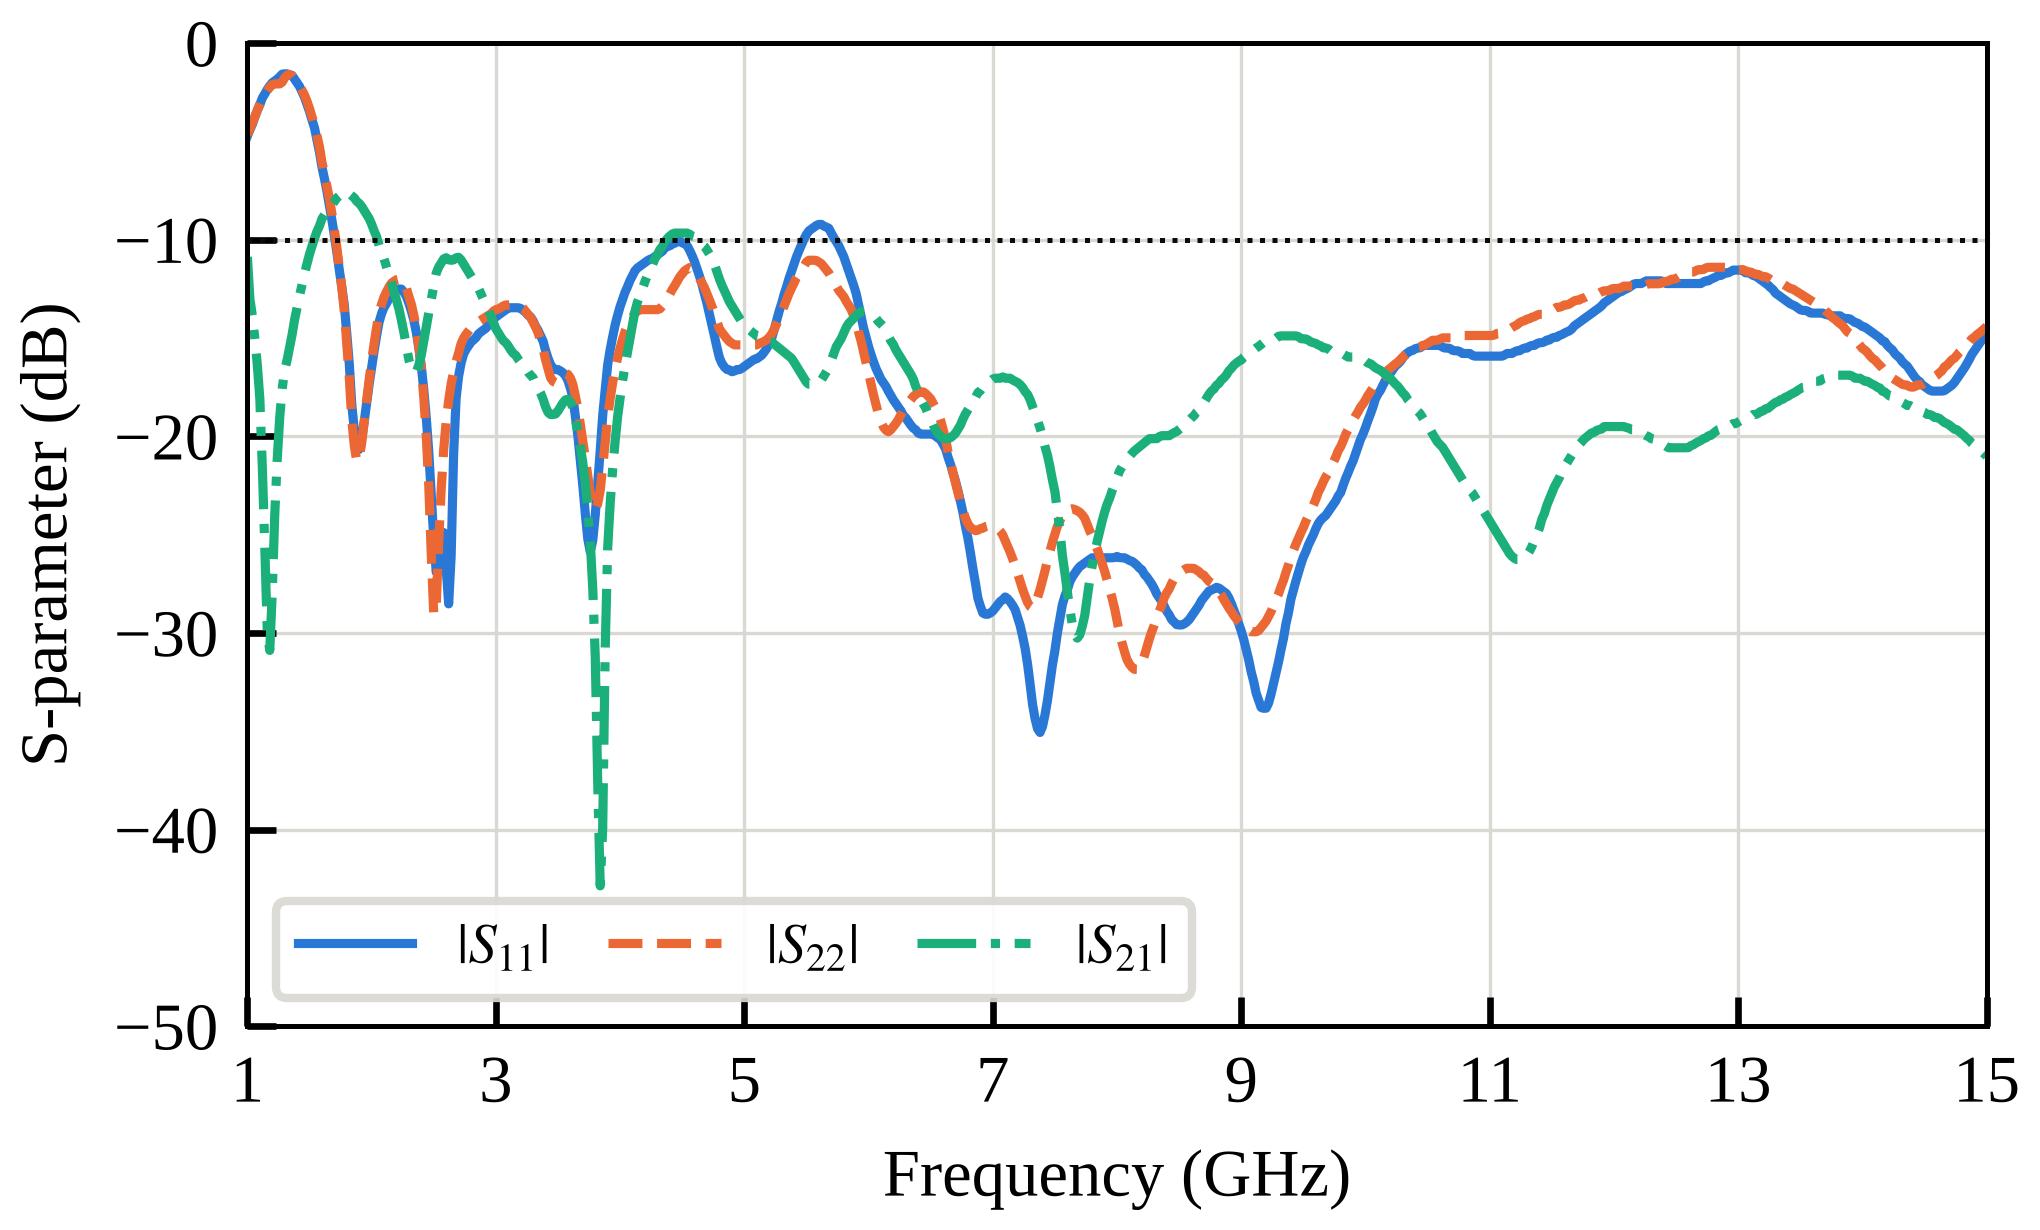 0
−10
−20
−30
−40
−50
S-parameter (dB)
|S11| |S22| |S21|
1 3 5 7 9 11 13 15
Frequency (GHz)